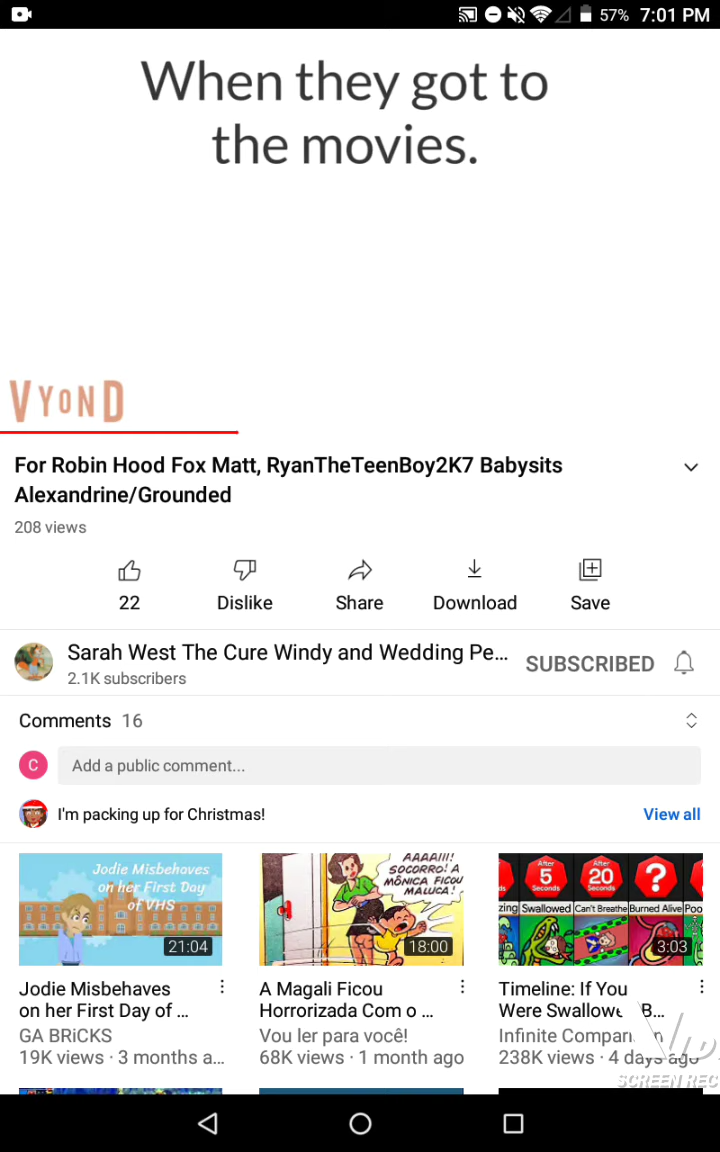 57% 7:01 PM
When they got to
the movies.
VYOND
For Robin Hood Fox Matt, RyanTheTeenBoy2K7 Babysits
Alexandrine/Grounded
208 views
22 Dislike Share Download Save
Sarah West The Cure Windy and Wedding Pe...
SUBSCRIBED
2.1K subscribers
Comments 16
C
Add a public comment...
I'm packing up for Christmas!
View all
Jodie Misbehaves
on her First Day
of VHS
21:04
AAAAI!!
SOCORRO! A
MÔNICA FICOU
MALUCA!
18:00
After
5
Seconds
After
20
Seconds
?
Swallowed Can't Breathe Burned Alive
3:03
Jodie Misbehaves
on her First Day of ...
GA BRiCKS
19K views · 3 months a...
A Magali Ficou
Horrorizada Com o ...
Vou ler para você!
68K views · 1 month ago
Timeline: If You
Were Swallowe B...
Infinite Compar
238K views · 4 days ago
SCREEN REC